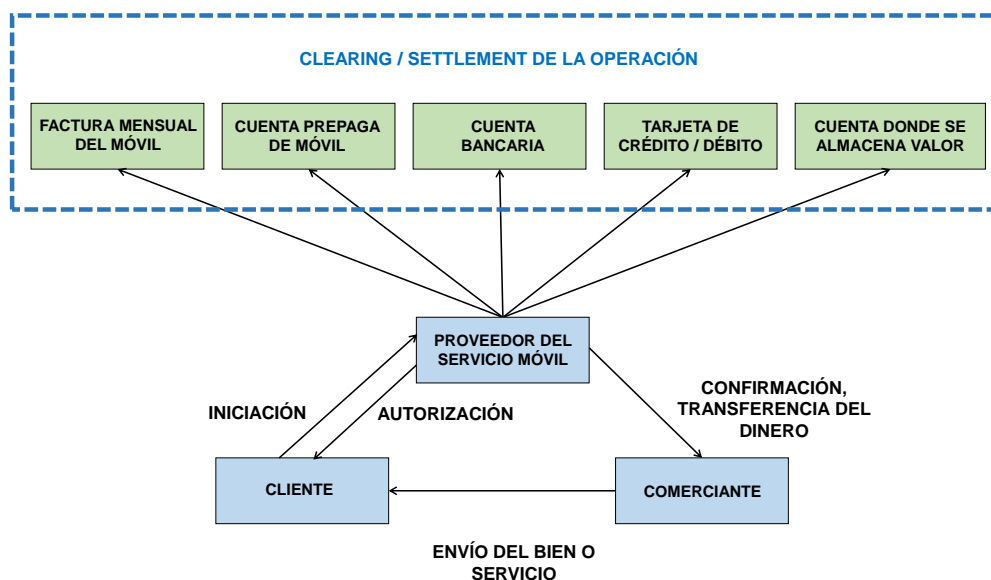 CLEARING / SETTLEMENT DE LA OPERACIÓN
FACTURA MENSUAL
DEL MÓVIL
CUENTA PREPAGA
DE MÓVIL
CUENTA
BANCARIA
TARJETA DE
CRÉDITO / DÉBITO
CUENTA DONDE SE
ALMACENA VALOR
PROVEEDOR DEL
SERVICIO MÓVIL
INICIACIÓN
AUTORIZACIÓN
CONFIRMACIÓN,
TRANSFERENCIA DEL
DINERO
CLIENTE
COMERCIANTE
ENVÍO DEL BIEN O
SERVICIO